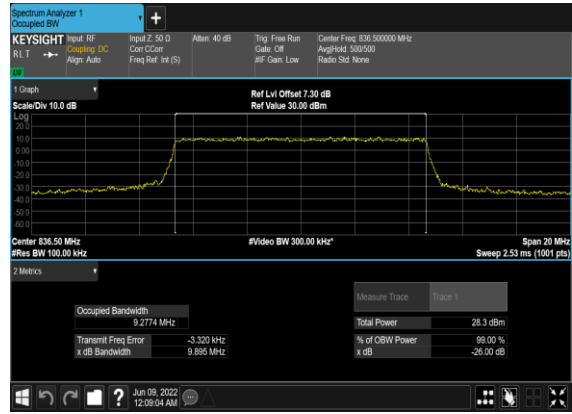 Spectrum Analyzer 1
Occupied BW
+
KEYSIGHT Input: RF Input Z: 50 Ω Atten: 40 dB Trig: Free Run Center Freq: 836.500000 MHz
RLT Coupling: DC Corr CCorr Gate: Off Avg|Hold: 500/500
Align: Auto Freq Ref: Int (S) #IF Gain: Low Radio Std: None
LW
1 Graph Ref Lvl Offset 7.30 dB
Scale/Div 10.0 dB Ref Value 30.00 dBm
Log
20.0
10.0
0.00
-10.0
-20.0
-30.0
-40.0
-50.0
-60.0
Center 836.50 MHz #Video BW 300.00 kHz* Span 20 MHz
#Res BW 100.00 kHz Sweep 2.53 ms (1001 pts)
2 Metrics
Measure Trace Trace 1
Occupied Bandwidth
9.2774 MHz Total Power 28.3 dBm
Transmit Freq Error -3.320 kHz % of OBW Power 99.00 %
x dB Bandwidth 9.895 MHz x dB -26.00 dB
? Jun 09, 2022
12:09:04 AM